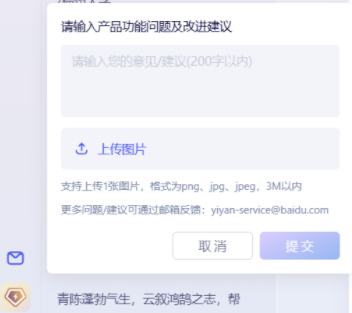 请输入产品功能问题及改进建议
请输入您的意见/建议(200字以内)
上传图片
支持上传1张图片，格式为png、jpg、jpeg，3M以内
更多问题/建议可通过邮箱反馈：yiyan-service@baidu.com
取消
提交
青陈蓬勃气生，云叙鸿鹄之志，帮